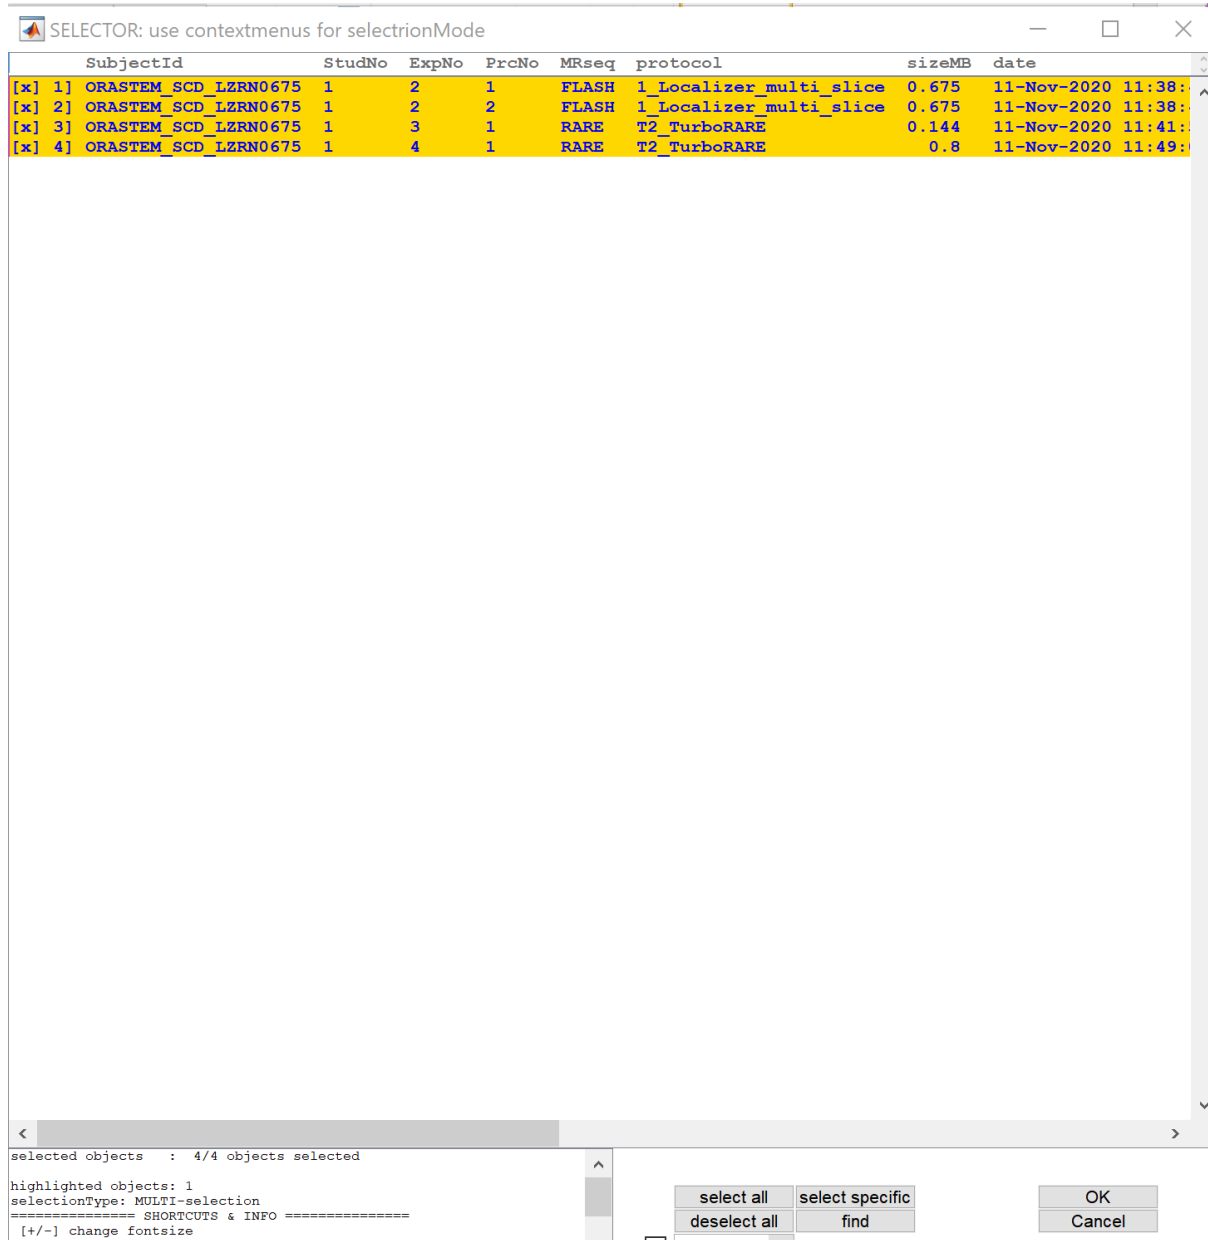 SELECTOR: use contextmenus for selectrionMode
SubjectId StudNo ExpNo PrcNo MRseq protocol sizeMB date
[x] 1] ORASTEM_SCD_LZRN0675 1 2 1 FLASH 1_Localizer_multi_slice 0.675 11-Nov-2020 11:38:
[x] 2] ORASTEM_SCD_LZRN0675 1 2 2 FLASH 1_Localizer_multi_slice 0.675 11-Nov-2020 11:38:
[x] 3] ORASTEM_SCD_LZRN0675 1 3 1 RARE T2_TurboRARE 0.144 11-Nov-2020 11:41:
[x] 4] ORASTEM_SCD_LZRN0675 1 4 1 RARE T2_TurboRARE 0.8 11-Nov-2020 11:49:
selected objects : 4/4 objects selected
highlighted objects: 1
selectionType: MULTI-selection
=============== SHORTCUTS & INFO ===============
[+/-] change fontsize
select all select specific OK
deselect all find Cancel